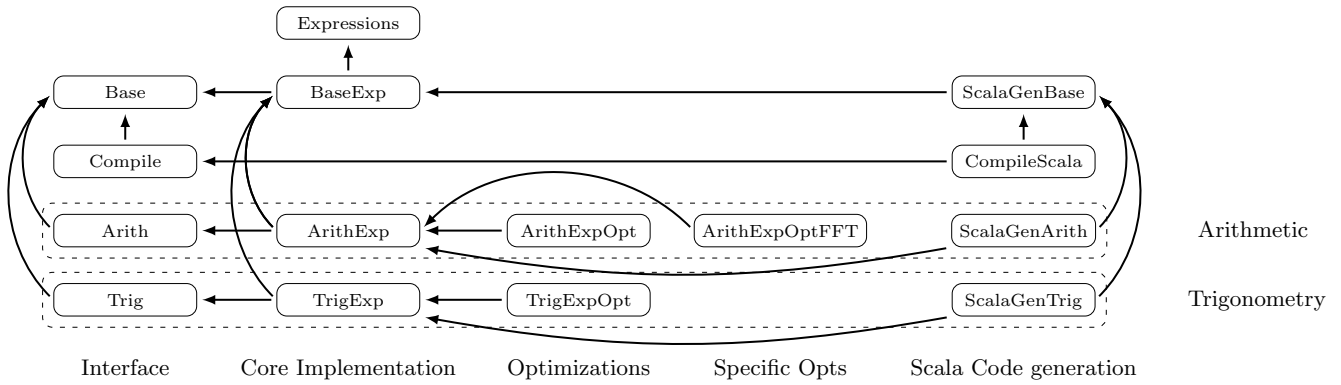 Expressions
Base BaseExp ScalaGenBase
Compile CompileScala
Arith ArithExp ArithExpOpt ArithExpOptFFT ScalaGenArith Arithmetic
Trig TrigExp TrigExpOpt ScalaGenTrig Trigonometry
Interface Core Implementation Optimizations Specific Opts Scala Code generation